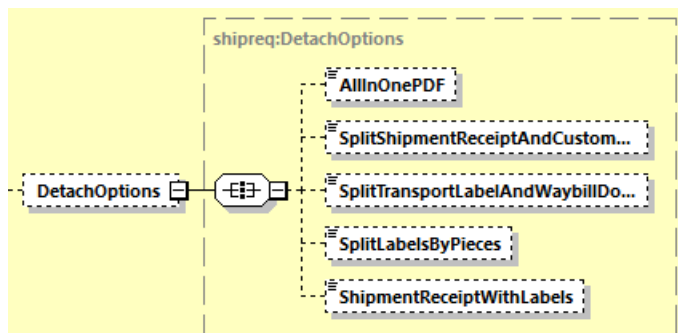 shipreq:DetachOptions
AllInOnePDF
SplitShipmentReceiptAndCustom...
DetachOptions
SplitTransportLabelAndWaybillDo...
SplitLabelsByPieces
ShipmentReceiptWithLabels